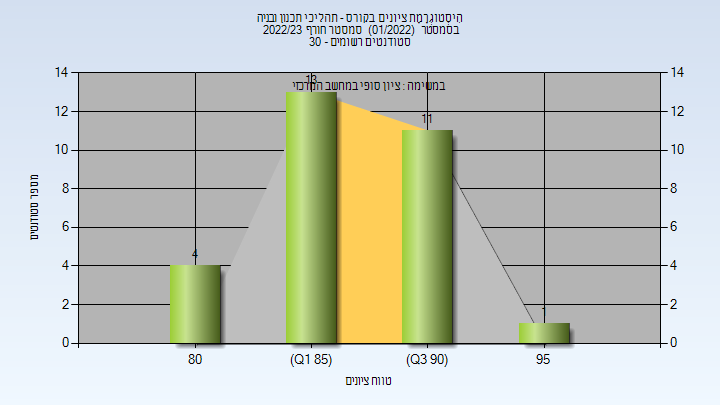 היסטוגרמת ציונים בקורס - תהליכי תכנון ובניה
בסמסטר (01/2022) סמסטר חורף 2022/23
סטודנטים רשומים - 30
במשימה : ציון סופי במחשב המרכזי
14 14
12 12
10 10
8 8
6 6
4 4
2 2
0 0
4 13 11 1
מספר סטודנטים
80 (Q1 85) (Q3 90) 95
טווח ציונים